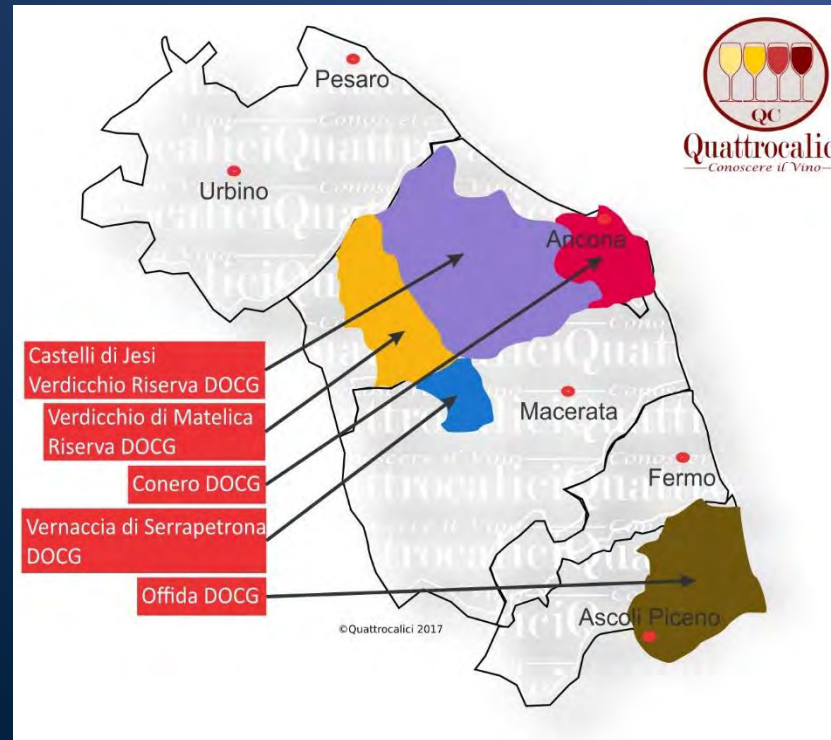 Pesaro
QC
Quattrocalici
Conoscere il Vino
Urbino
Ancona
Castelli di Jesi
Verdicchio Riserva DOCG
Verdicchio di Matelica
Riserva DOCG
Macerata
Conero DOCG
Fermo
Vernaccia di Serrapetrona
DOCG
Offida DOCG
Ascoli Piceno
©Quattrocalici 2017